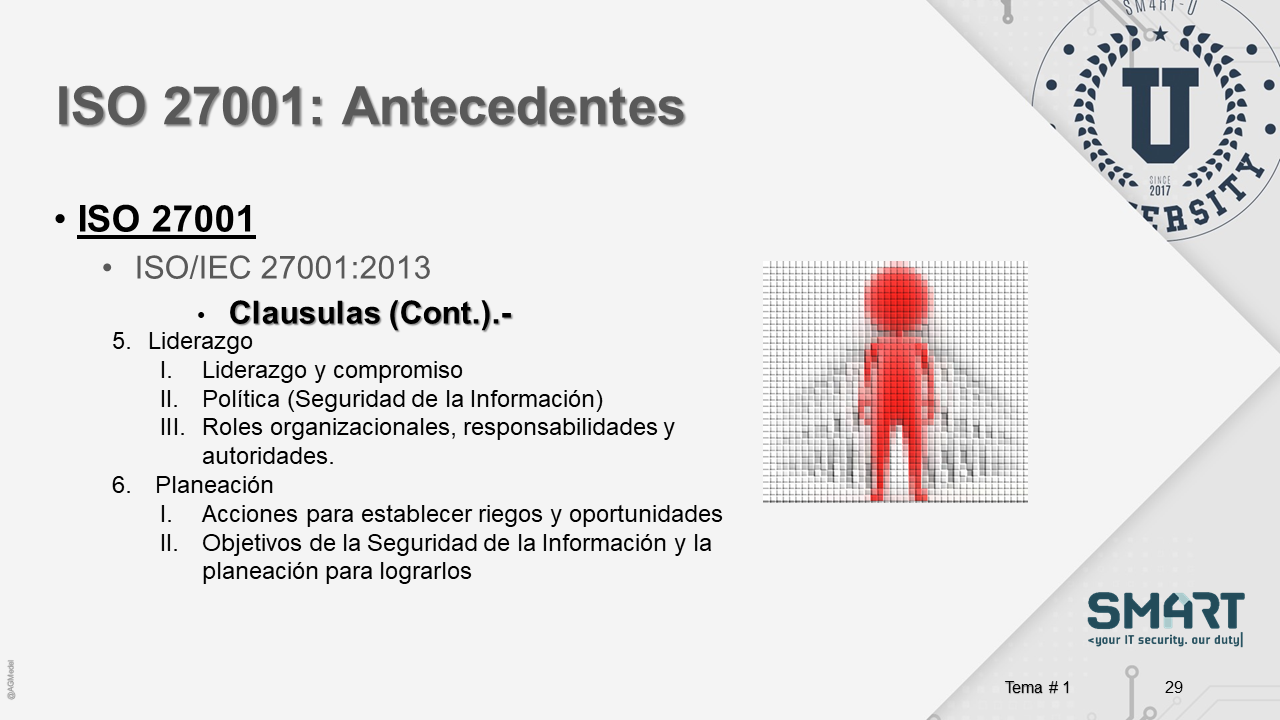 SM4RT-U
ISO 27001: Antecedentes
U
SINCE
2017
ERSITY
• ISO 27001
• ISO/IEC 27001:2013
• Clausulas (Cont.).-
5. Liderazgo
I. Liderazgo y compromiso
II. Política (Seguridad de la Información)
III. Roles organizacionales, responsabilidades y
autoridades.
6. Planeación
I. Acciones para establecer riegos y oportunidades
II. Objetivos de la Seguridad de la Información y la
planeación para lograrlos
SM4RT
<your IT security. our duty|
@AGMedel
Tema # 1
29